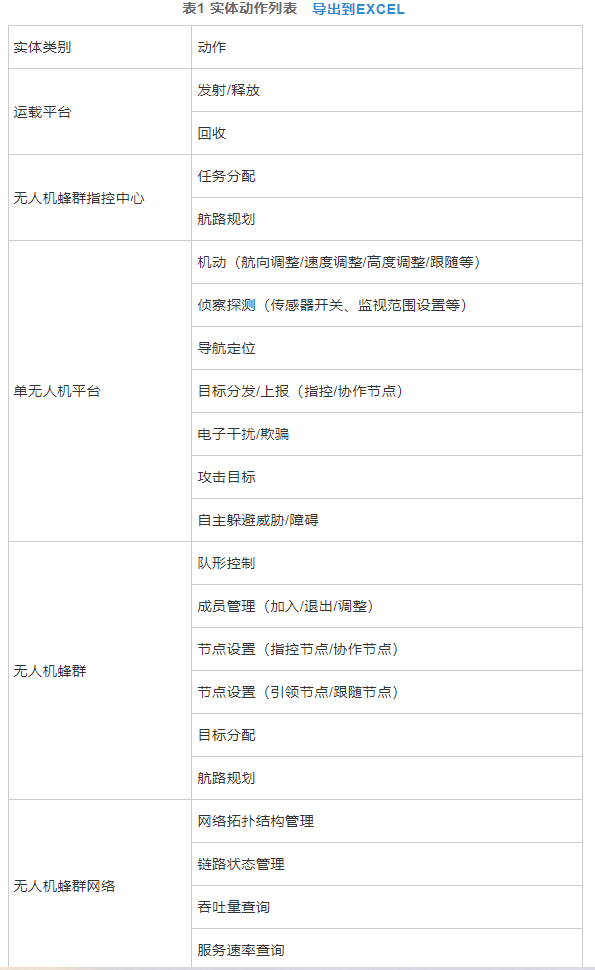 表1 实体动作列表 导出到EXCEL
实体类别 动作
运载平台
发射/释放
回收
无人机蜂群指控中心
任务分配
航路规划
单无人机平台
机动（航向调整/速度调整/高度调整/跟随等）
侦察探测（传感器开关、监视范围设置等）
导航定位
目标分发/上报（指控/协作节点）
电子干扰/欺骗
攻击目标
自主躲避威胁/障碍
无人机蜂群
队形控制
成员管理（加入/退出/调整）
节点设置（指控节点/协作节点）
节点设置（引领节点/跟随节点）
目标分配
航路规划
无人机蜂群网络
网络拓扑结构管理
链路状态管理
吞吐量查询
服务速率查询